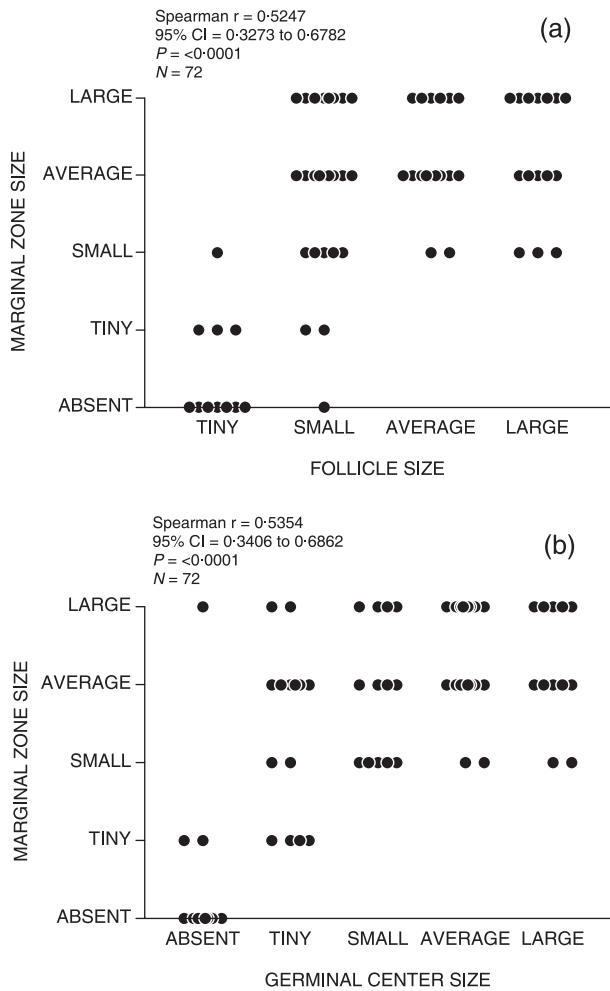 Spearman r = 0·5247
95% CI = 0·3273 to 0·6782
P = <0·0001
N = 72
(a)
MARGINAL ZONE SIZE
LARGE
AVERAGE
SMALL
TINY
ABSENT
TINY SMALL AVERAGE LARGE
FOLLICLE SIZE
Spearman r = 0·5354
95% CI = 0·3406 to 0·6862
P = <0·0001
N = 72
(b)
MARGINAL ZONE SIZE
LARGE
AVERAGE
SMALL
TINY
ABSENT
ABSENT TINY SMALL AVERAGE LARGE
GERMINAL CENTER SIZE